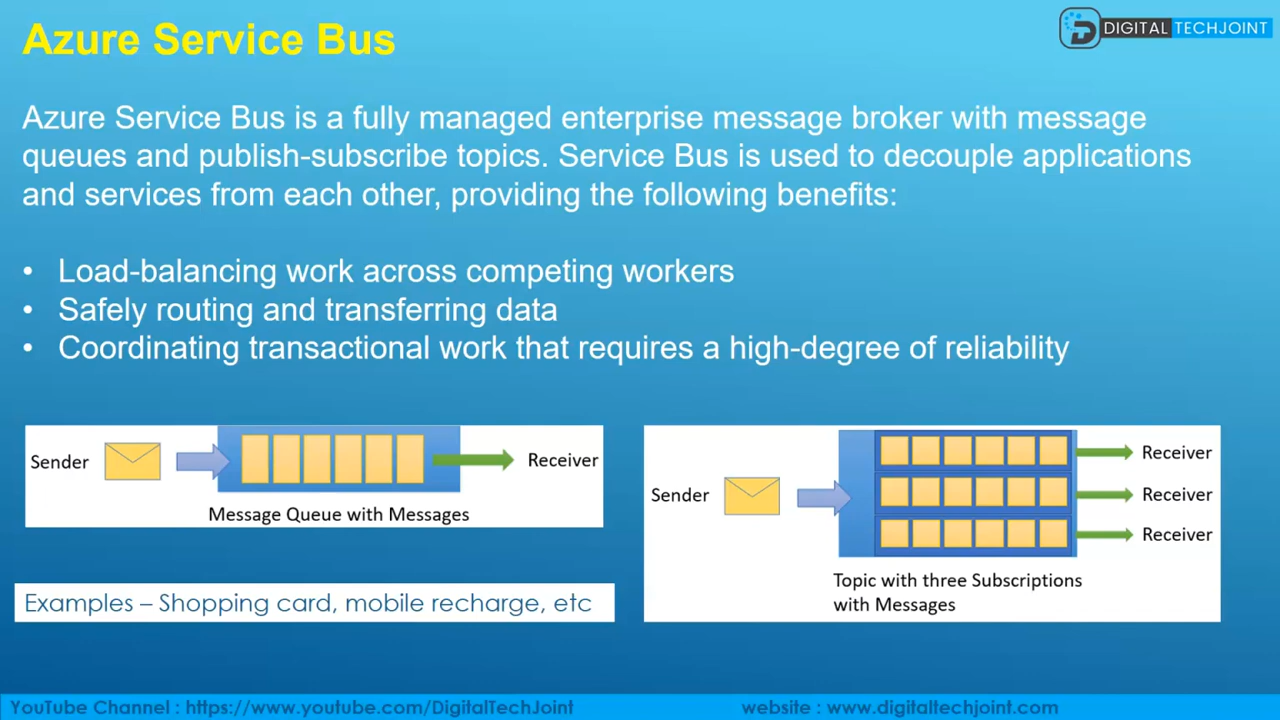 Azure Service Bus
DIGITAL TECHJOINT
Azure Service Bus is a fully managed enterprise message broker with message
queues and publish-subscribe topics. Service Bus is used to decouple applications
and services from each other, providing the following benefits:
• Load-balancing work across competing workers
• Safely routing and transferring data
• Coordinating transactional work that requires a high-degree of reliability
Sender
Receiver
Message Queue with Messages
Sender
Receiver
Receiver
Receiver
Topic with three Subscriptions
with Messages
Examples – Shopping card, mobile recharge, etc
YouTube Channel : https://www.youtube.com/DigitalTechJoint
website : www.digitaltechjoint.com